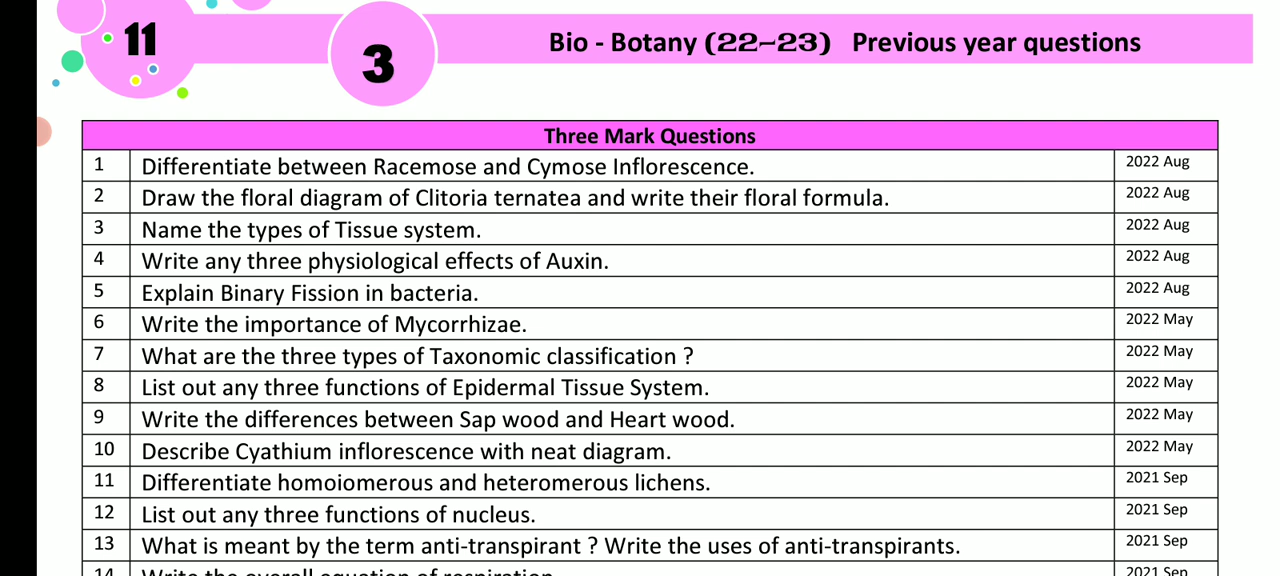 11
3
Bio - Botany (22-23) Previous year questions
Three Mark Questions
1 Differentiate between Racemose and Cymose Inflorescence. 2022 Aug
2 Draw the floral diagram of Clitoria ternatea and write their floral formula. 2022 Aug
3 Name the types of Tissue system. 2022 Aug
4 Write any three physiological effects of Auxin. 2022 Aug
5 Explain Binary Fission in bacteria. 2022 Aug
6 Write the importance of Mycorrhizae. 2022 May
7 What are the three types of Taxonomic classification ? 2022 May
8 List out any three functions of Epidermal Tissue System. 2022 May
9 Write the differences between Sap wood and Heart wood. 2022 May
10 Describe Cyathium inflorescence with neat diagram. 2022 May
11 Differentiate homoiomerous and heteromerous lichens. 2021 Sep
12 List out any three functions of nucleus. 2021 Sep
13 What is meant by the term anti-transpirant ? Write the uses of anti-transpirants. 2021 Sep
14 Write the overall equation of respiration. 2021 Sep